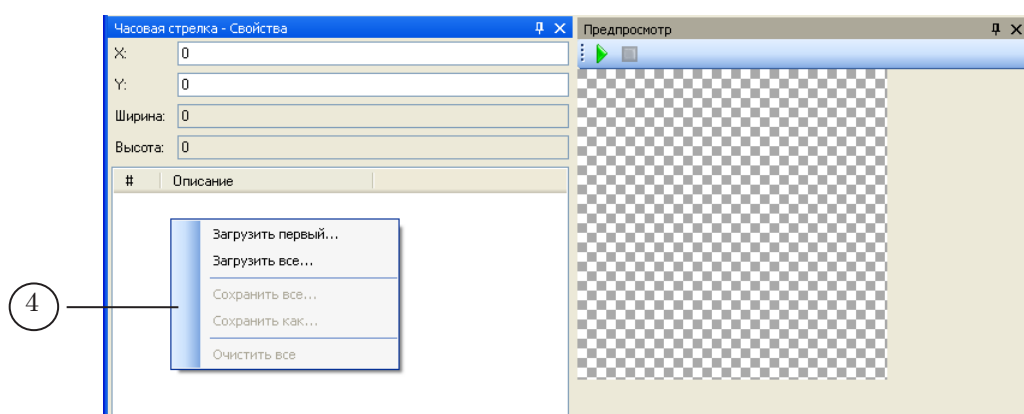 Часовая стрелка - Свойства
X: 0
Y: 0
Ширина: 0
Высота: 0
# Описание
Загрузить первый...
Загрузить все...
Сохранить все...
Сохранить как...
Очистить все
4
Предпросмотр